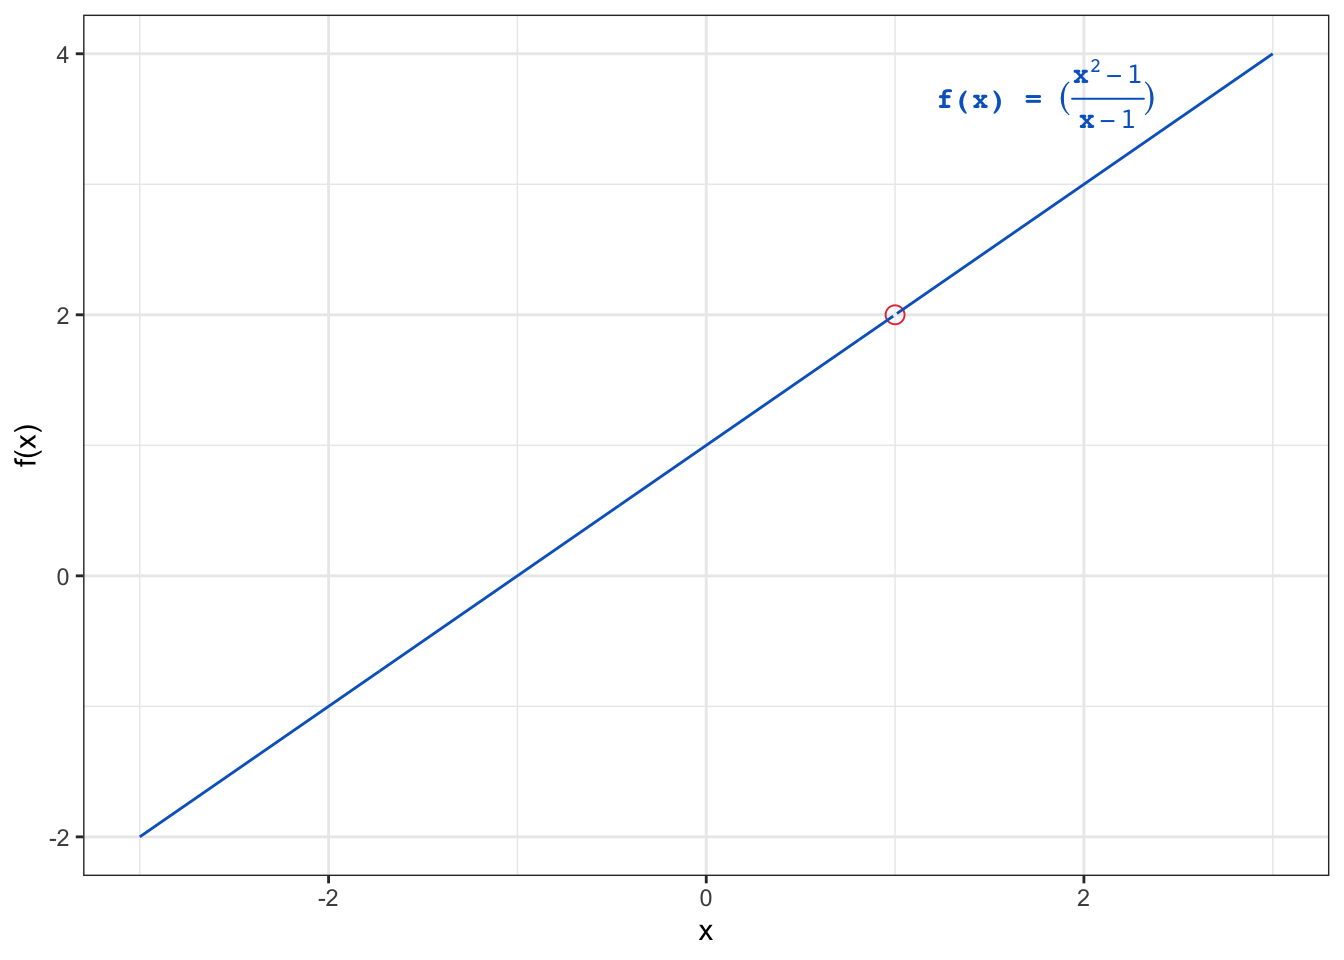 4
f(x) = (x² − 1 / x − 1)
2
f(x)
0
-2
-2 0 2
x